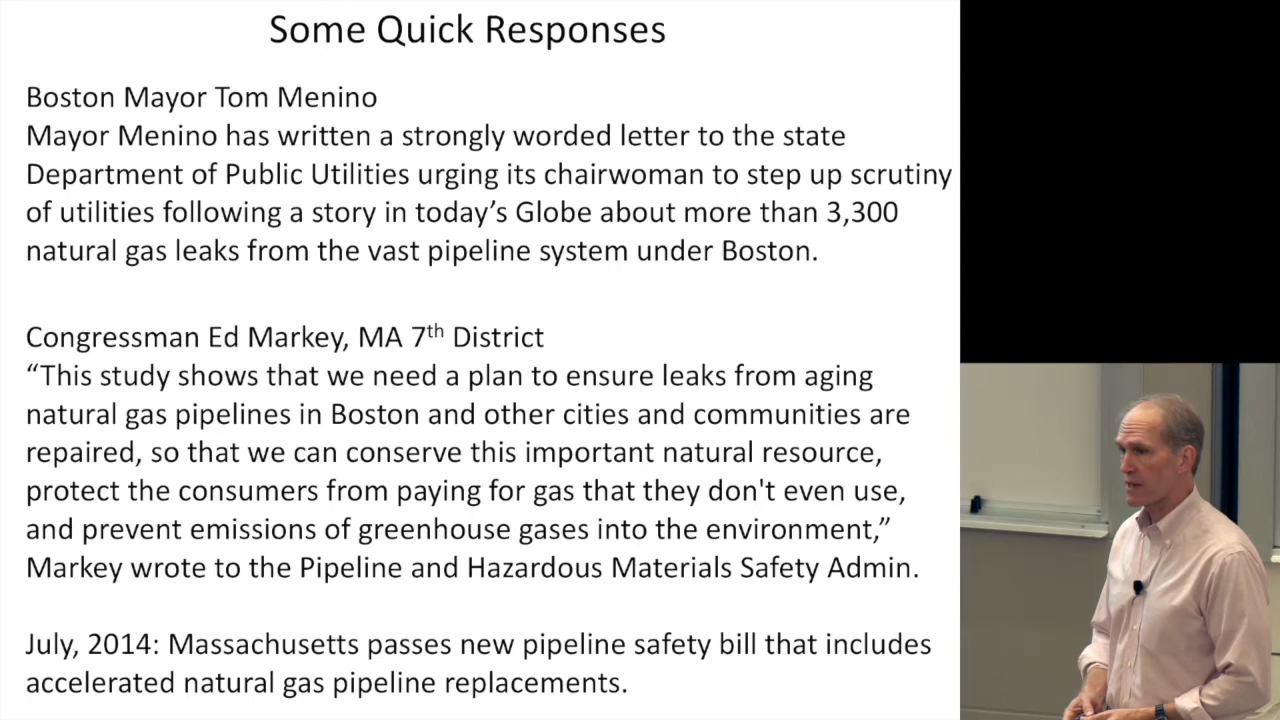 Some Quick Responses
Boston Mayor Tom Menino
Mayor Menino has written a strongly worded letter to the state
Department of Public Utilities urging its chairwoman to step up scrutiny
of utilities following a story in today’s Globe about more than 3,300
natural gas leaks from the vast pipeline system under Boston.
Congressman Ed Markey, MA 7th District
“This study shows that we need a plan to ensure leaks from aging
natural gas pipelines in Boston and other cities and communities are
repaired, so that we can conserve this important natural resource,
protect the consumers from paying for gas that they don't even use,
and prevent emissions of greenhouse gases into the environment,”
Markey wrote to the Pipeline and Hazardous Materials Safety Admin.
July, 2014: Massachusetts passes new pipeline safety bill that includes
accelerated natural gas pipeline replacements.